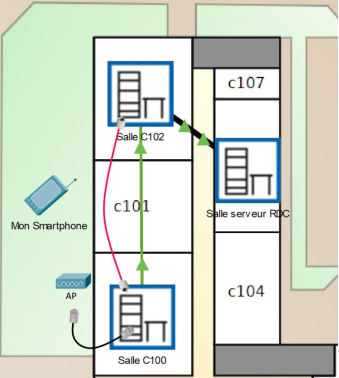 c107
Salle C102
c101
Salle serveur RDC
Mon Smartphone
c104
AP
Salle C100